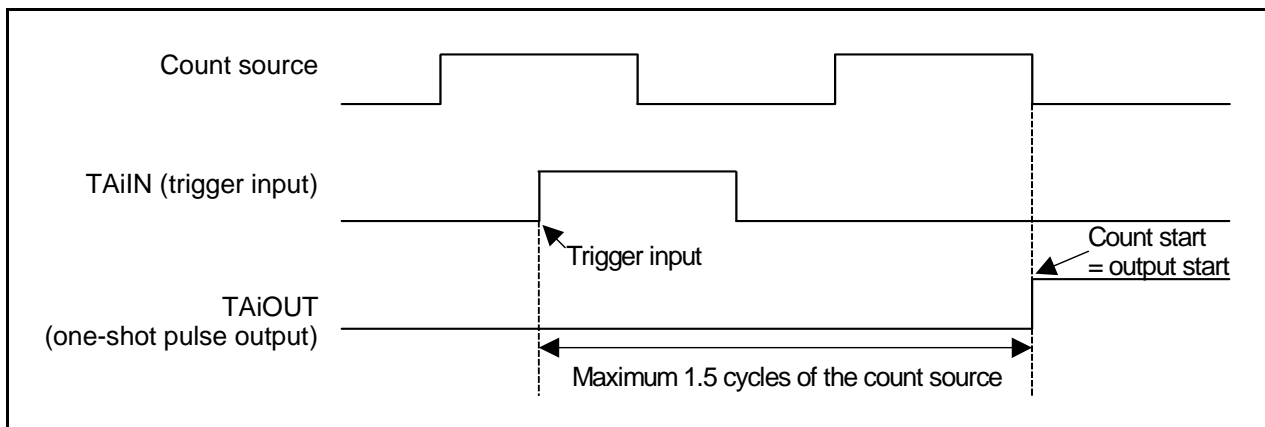 Count source
TAiIN (trigger input)
Trigger input
Count start
= output start
TAiOUT
(one-shot pulse output)
Maximum 1.5 cycles of the count source